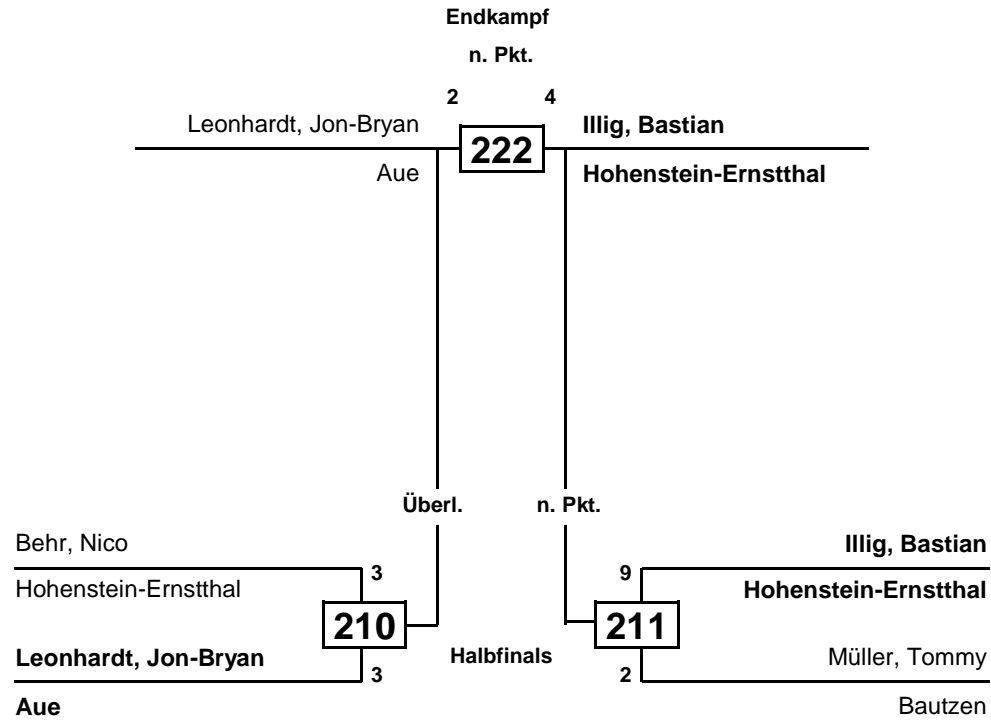 Endkampf
n. Pkt.
2 4
Leonhardt, Jon-Bryan 222 Illig, Bastian
Aue Hohenstein-Ernstthal
Überl. n. Pkt.
Behr, Nico Illig, Bastian
3 9
Hohenstein-Ernstthal Hohenstein-Ernstthal
210 211
Leonhardt, Jon-Bryan Halbfinals Müller, Tommy
3 2
Aue Bautzen